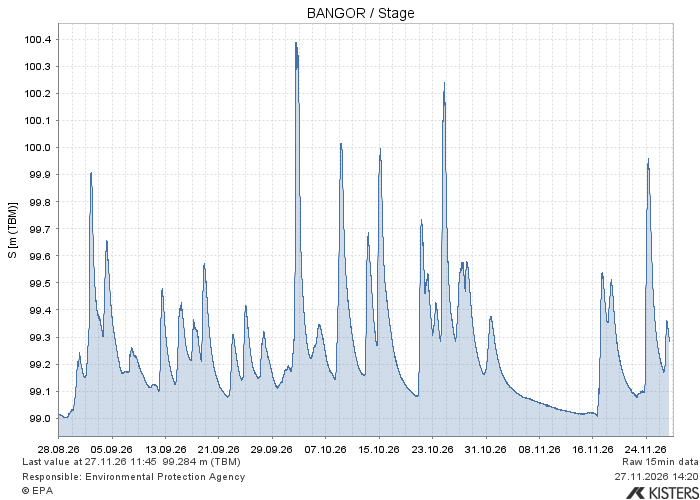 BANGOR / Stage
S [m (TBM)]
100.4
100.3
100.2
100.1
100.0
99.9
99.8
99.7
99.6
99.5
99.4
99.3
99.2
99.1
99.0
28.08.26 05.09.26 13.09.26 21.09.26 29.09.26 07.10.26 15.10.26 23.10.26 31.10.26 08.11.26 16.11.26 24.11.26
Last value at 27.11.26 11:45 99.284 m (TBM) Raw 15min data
Responsible: Environmental Protection Agency 27.11.2026 14:20
© EPA KISTERS